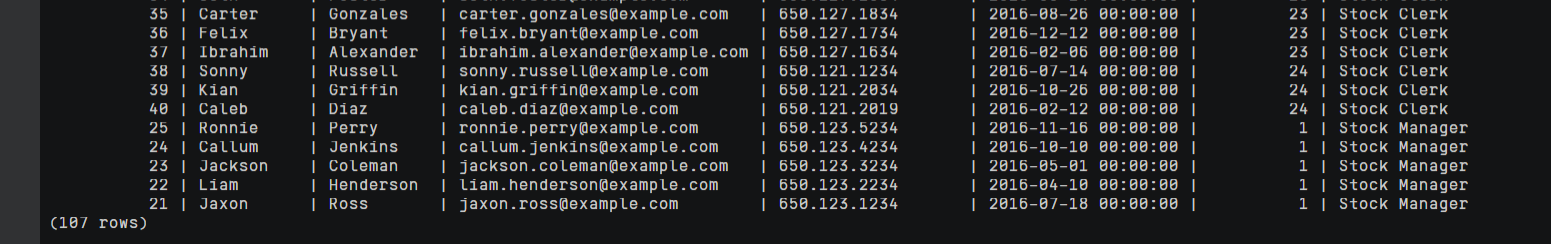 35 | Carter | Gonzales | carter.gonzales@example.com | 650.127.1834 | 2016-08-26 00:00:00 | 23 | Stock Clerk
36 | Felix | Bryant | felix.bryant@example.com | 650.127.1734 | 2016-12-12 00:00:00 | 23 | Stock Clerk
37 | Ibrahim | Alexander | ibrahim.alexander@example.com | 650.127.1634 | 2016-02-06 00:00:00 | 23 | Stock Clerk
38 | Sonny | Russell | sonny.russell@example.com | 650.121.1234 | 2016-07-14 00:00:00 | 24 | Stock Clerk
39 | Kian | Griffin | kian.griffin@example.com | 650.121.2034 | 2016-10-26 00:00:00 | 24 | Stock Clerk
40 | Caleb | Diaz | caleb.diaz@example.com | 650.121.2019 | 2016-02-12 00:00:00 | 24 | Stock Clerk
25 | Ronnie | Perry | ronnie.perry@example.com | 650.123.5234 | 2016-11-16 00:00:00 | 1 | Stock Manager
24 | Callum | Jenkins | callum.jenkins@example.com | 650.123.4234 | 2016-10-10 00:00:00 | 1 | Stock Manager
23 | Jackson | Coleman | jackson.coleman@example.com | 650.123.3234 | 2016-05-01 00:00:00 | 1 | Stock Manager
22 | Liam | Henderson | liam.henderson@example.com | 650.123.2234 | 2016-04-10 00:00:00 | 1 | Stock Manager
21 | Jaxon | Ross | jaxon.ross@example.com | 650.123.1234 | 2016-07-18 00:00:00 | 1 | Stock Manager
(107 rows)